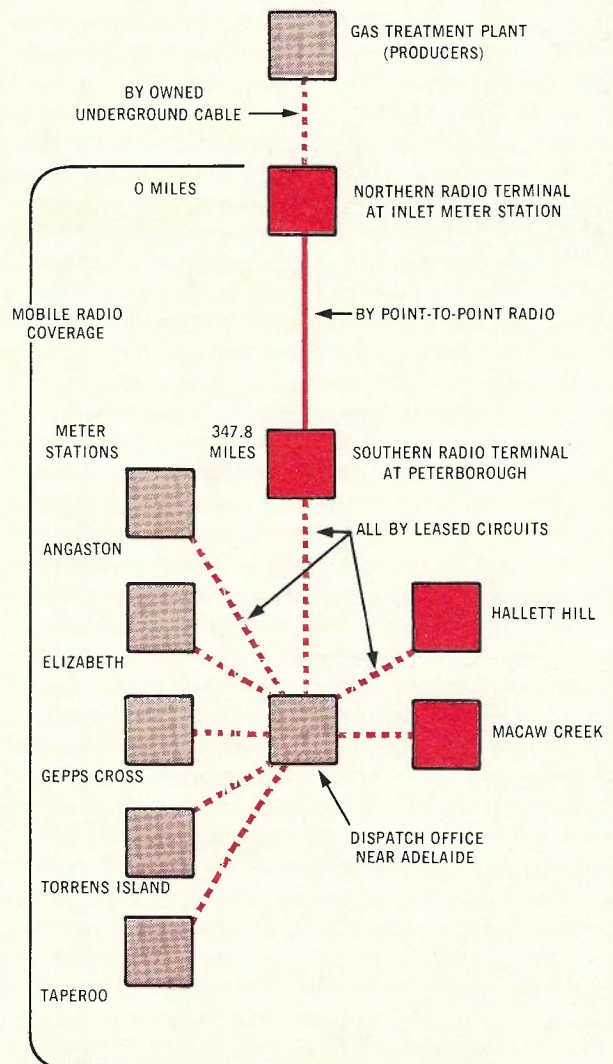 GAS TREATMENT PLANT
(PRODUCERS)
BY OWNED
UNDERGROUND CABLE
0 MILES
NORTHERN RADIO TERMINAL
AT INLET METER STATION
MOBILE RADIO
COVERAGE
BY POINT-TO-POINT RADIO
METER
STATIONS
347.8
MILES
SOUTHERN RADIO TERMINAL
AT PETERBOROUGH
ALL BY LEASED CIRCUITS
ANGASTON
HALLETT HILL
ELIZABETH
MACAW CREEK
GEPPS CROSS
DISPATCH OFFICE
NEAR ADELAIDE
TORRENS ISLAND
TAPEROO